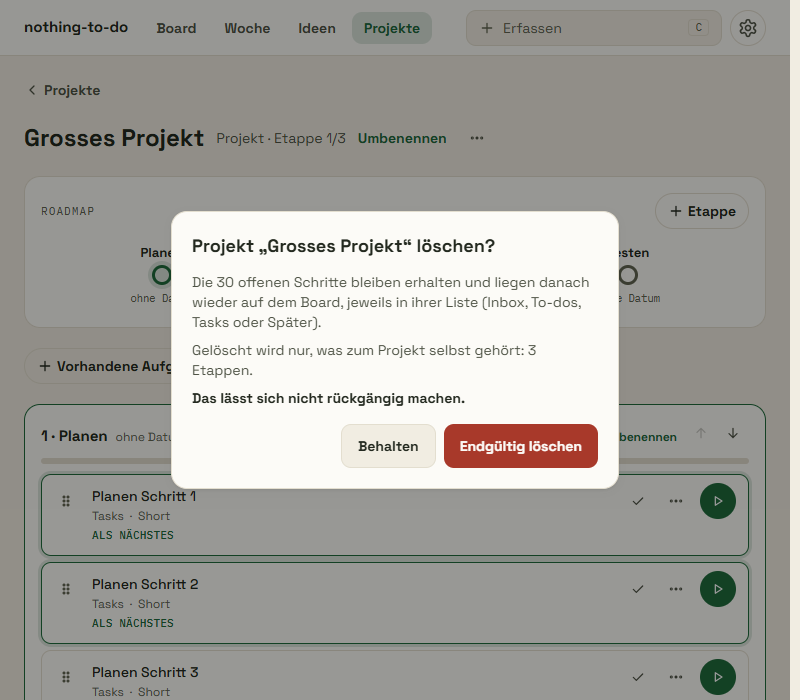 nothing-to-do Board Woche Ideen Projekte Erfassen C
Projekte
Grosses Projekt Projekt · Etappe 1/3 Umbenennen
ROADMAP Etappe
Projekt „Grosses Projekt“ löschen?
Die 30 offenen Schritte bleiben erhalten und liegen danach
wieder auf dem Board, jeweils in ihrer Liste (Inbox, To-dos,
Tasks oder Später).
Gelöscht wird nur, was zum Projekt selbst gehört: 3
Etappen.
Das lässt sich nicht rückgängig machen.
Behalten Endgültig löschen
ohne
+ Vorhandene
1 · Planen ohne
Planen Schritt 1
Tasks · Short
ALS NÄCHSTES
Planen Schritt 2
Tasks · Short
ALS NÄCHSTES
Planen Schritt 3
Tasks · Short